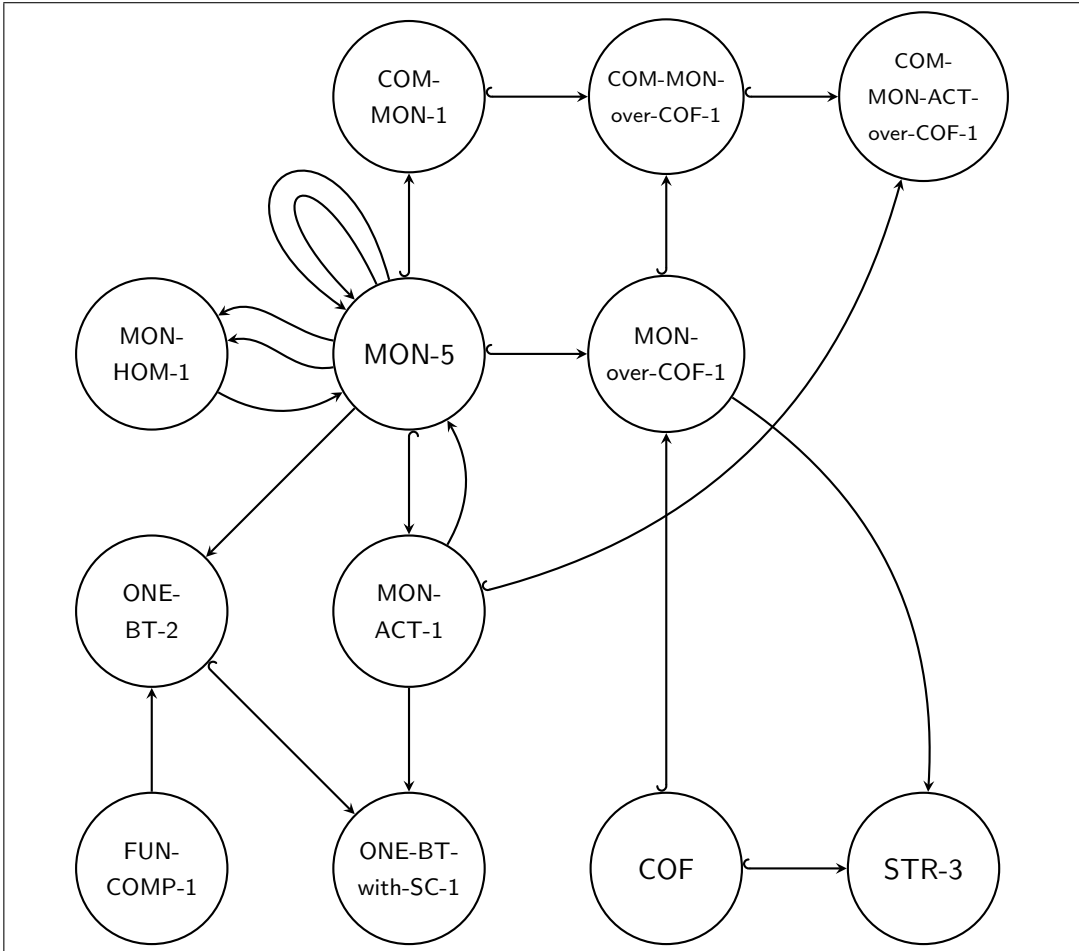 COM-
MON-1
COM-MON-
over-COF-1
COM-
MON-ACT-
over-COF-1
MON-
HOM-1
MON-5
MON-
over-COF-1
ONE-
BT-2
MON-
ACT-1
FUN-
COMP-1
ONE-BT-
with-SC-1
COF
STR-3